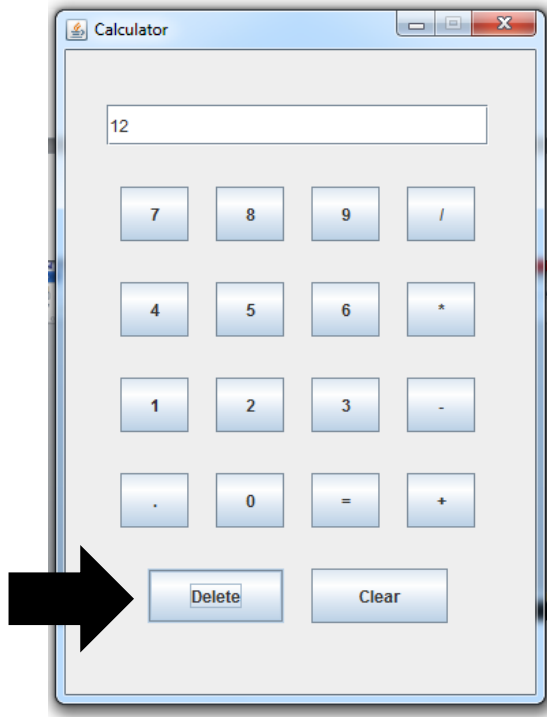 Calculator
12
7 8 9 /
4 5 6 *
1 2 3 -
. 0 = +
Delete Clear